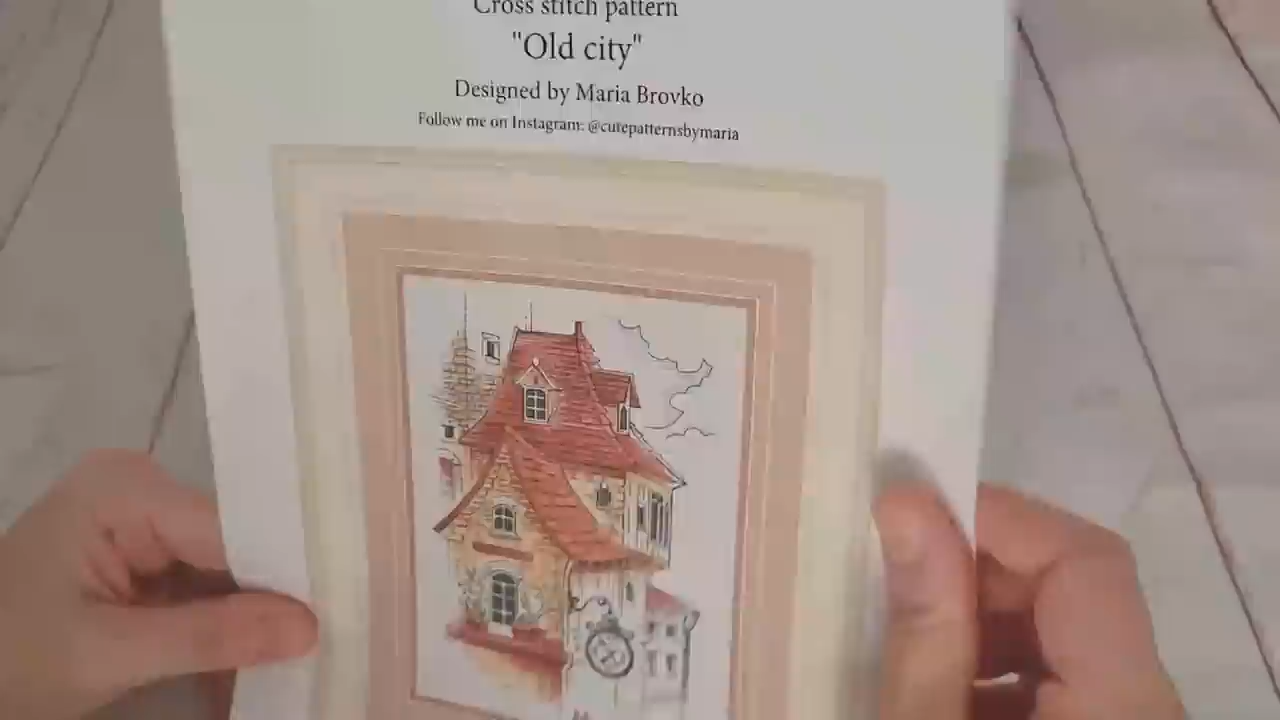 Cross stitch pattern
"Old city"
Designed by Maria Brovko
Follow me on Instagram: @cutepatternsbymaria